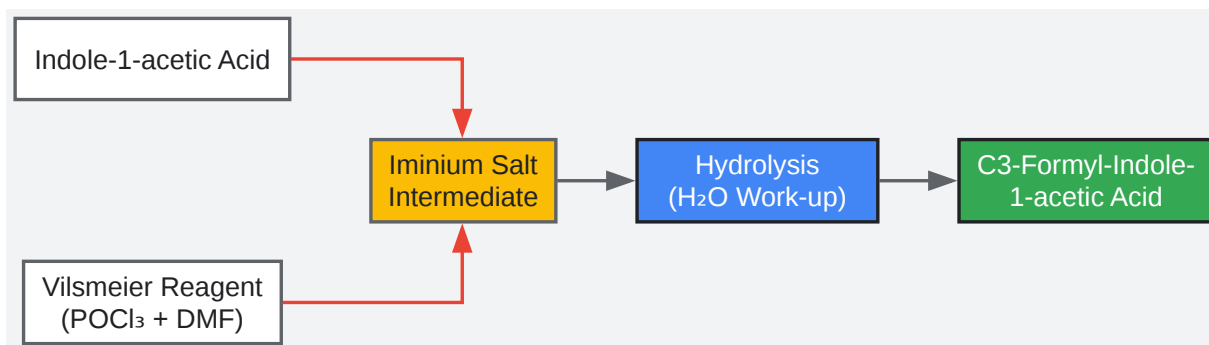 Indole-1-acetic Acid
Iminium Salt
Intermediate
Hydrolysis
(H₂O Work-up)
C3-Formyl-Indole-
1-acetic Acid
Vilsmeier Reagent
(POCl₃ + DMF)